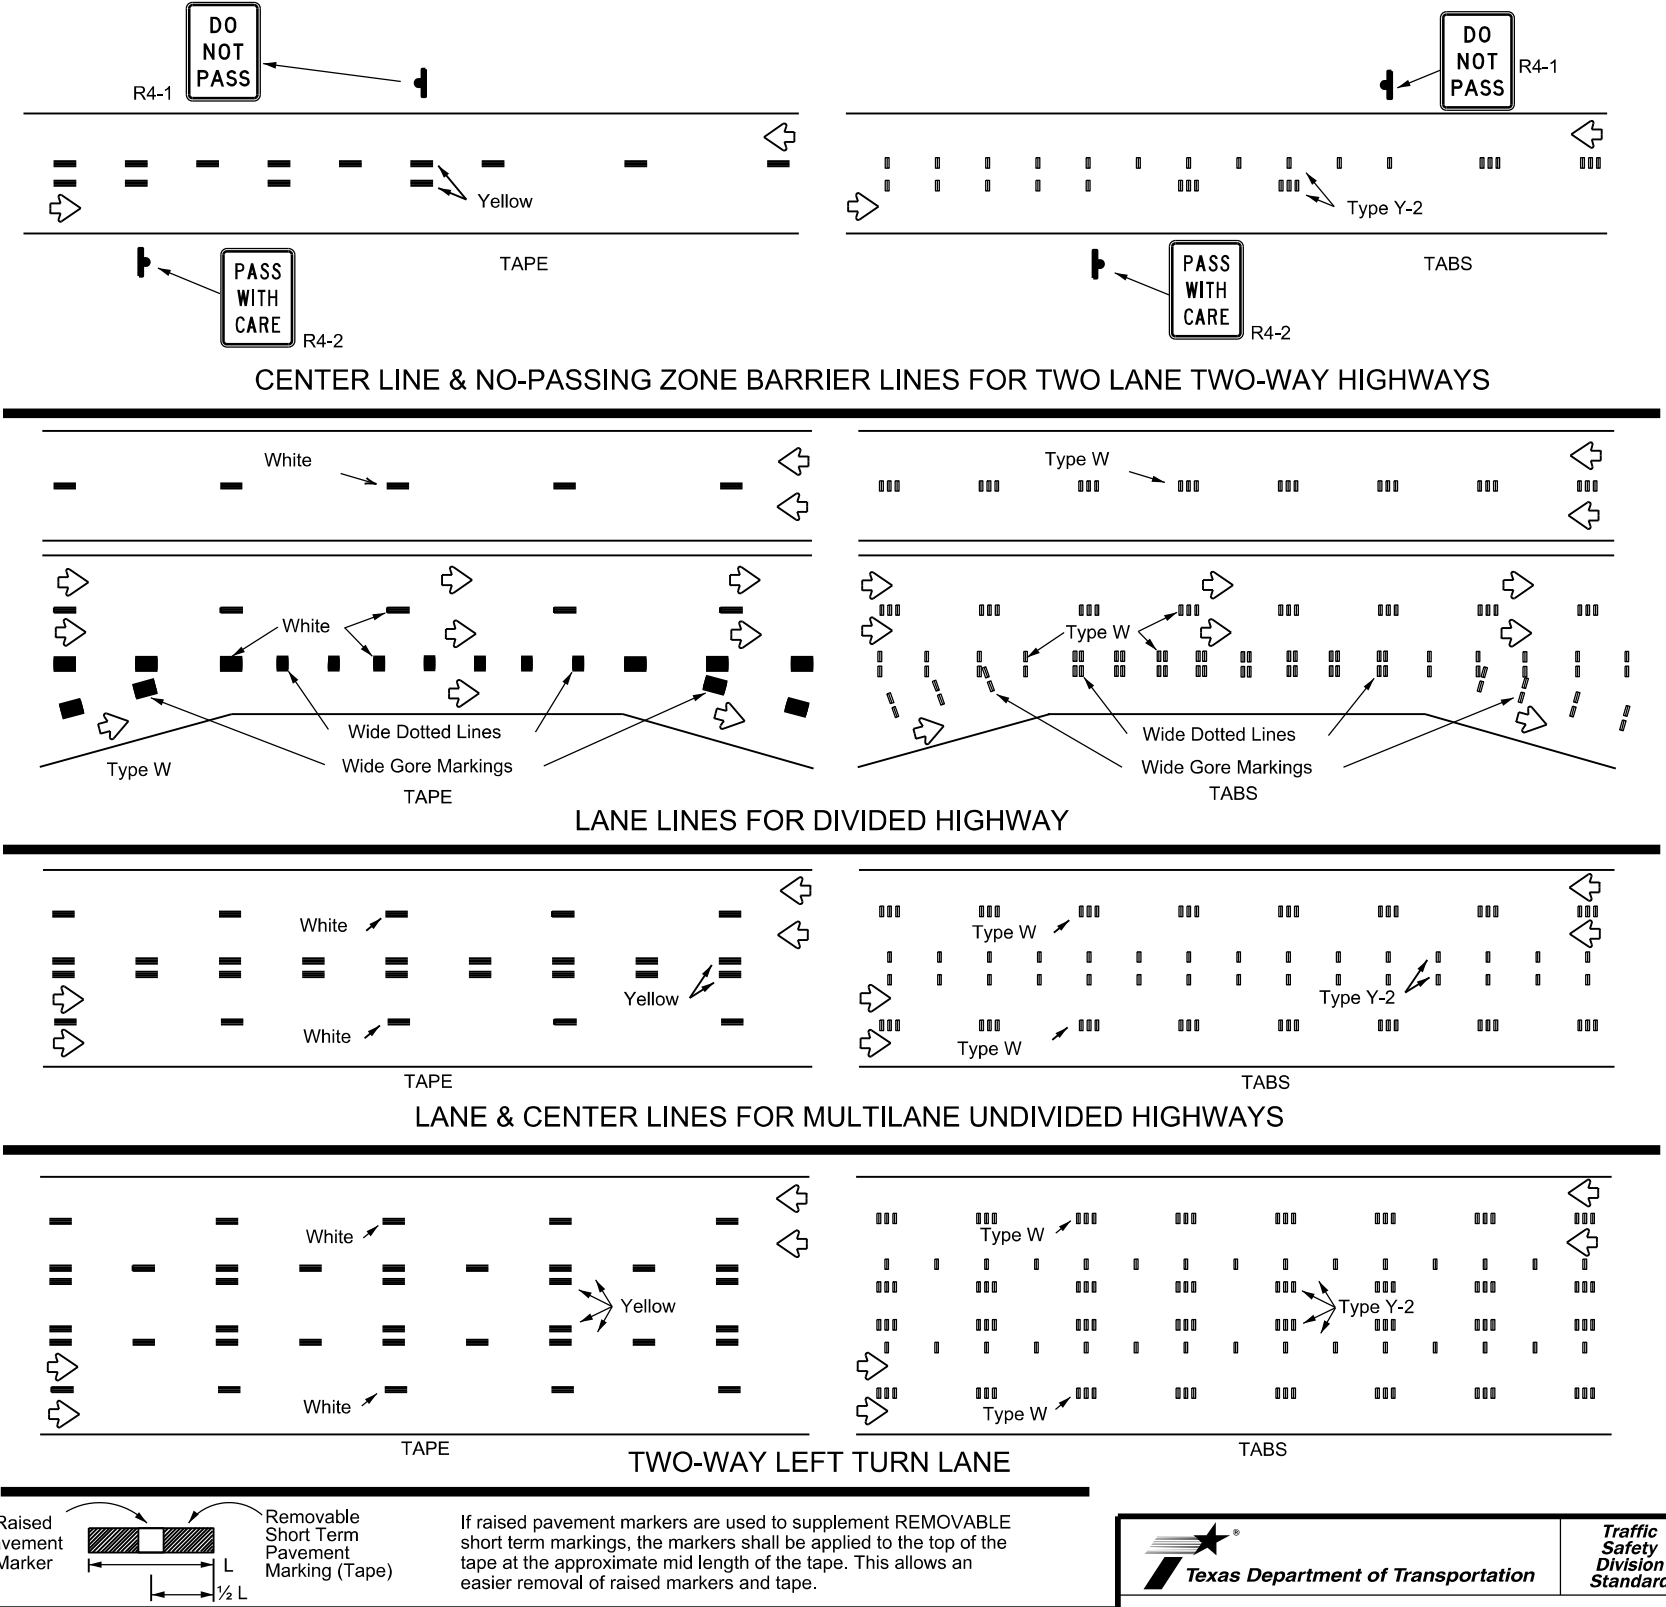 DO
NOT
PASS
R4-1
DO
NOT
PASS
R4-1
Yellow
Type Y-2
TAPE
TABS
PASS
WITH
CARE
R4-2
PASS
WITH
CARE
R4-2
CENTER LINE & NO-PASSING ZONE BARRIER LINES FOR TWO LANE TWO-WAY HIGHWAYS
White
Type W
White
Type W
Wide Dotted Lines
Wide Dotted Lines
Type W
Wide Gore Markings
Wide Gore Markings
TAPE
TABS
LANE LINES FOR DIVIDED HIGHWAY
White
Type W
Yellow
Type Y-2
White
Type W
TAPE
TABS
LANE & CENTER LINES FOR MULTILANE UNDIVIDED HIGHWAYS
White
Type W
Yellow
Type Y-2
White
Type W
TAPE
TABS
TWO-WAY LEFT TURN LANE
Raised
avement
Marker
Removable
Short Term
Pavement
Marking (Tape)
L
½ L
If raised pavement markers are used to supplement REMOVABLE
short term markings, the markers shall be applied to the top of the
tape at the approximate mid length of the tape. This allows an
easier removal of raised markers and tape.
®
Texas Department of Transportation
Traffic
Safety
Division
Standard